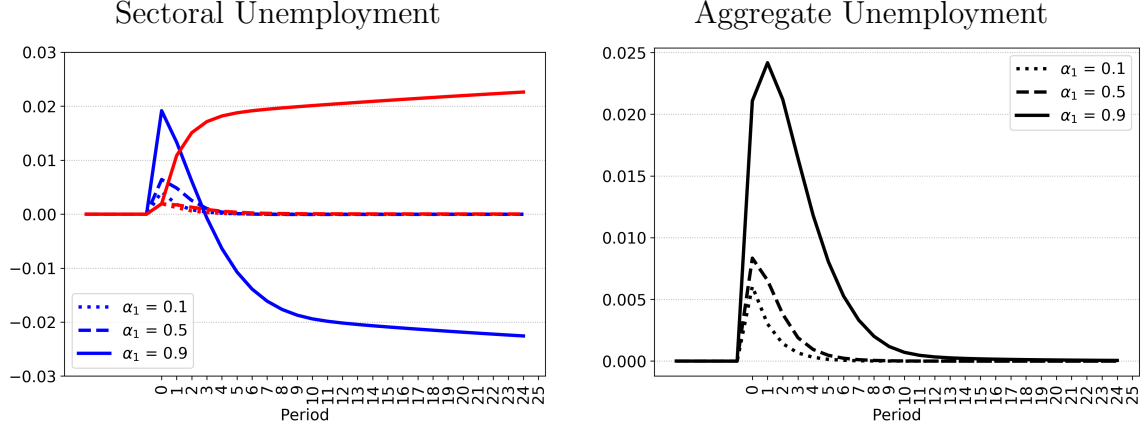 Sectoral Unemployment
0.03
0.02
0.01
0.00
−0.01
−0.02
−0.03
α1 = 0.1
α1 = 0.5
α1 = 0.9
0 1 2 3 4 5 6 7 8 9 10 11 12 13 14 15 16 17 18 19 20 21 22 23 24 25
Period
Aggregate Unemployment
0.025
0.020
0.015
0.010
0.005
0.000
α1 = 0.1
α1 = 0.5
α1 = 0.9
0 1 2 3 4 5 6 7 8 9 10 11 12 13 14 15 16 17 18 19 20 21 22 23 24 25
Period